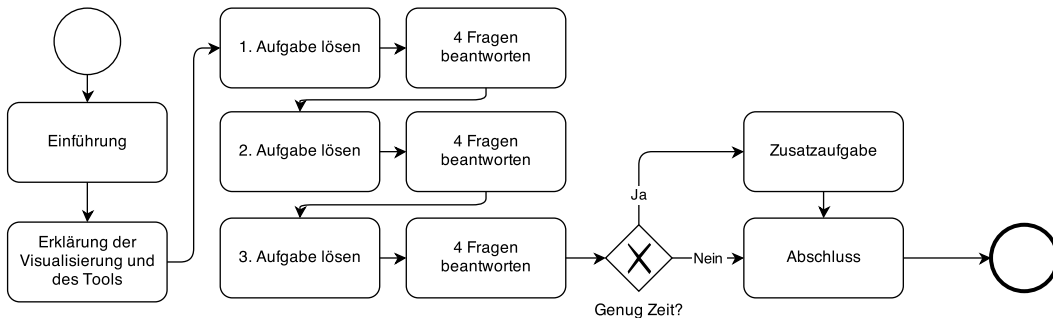 Einführung
Erklärung der
Visualisierung und
des Tools
1. Aufgabe lösen
4 Fragen
beantworten
2. Aufgabe lösen
4 Fragen
beantworten
3. Aufgabe lösen
4 Fragen
beantworten
Genug Zeit?
Ja
Nein
Zusatzaufgabe
Abschluss